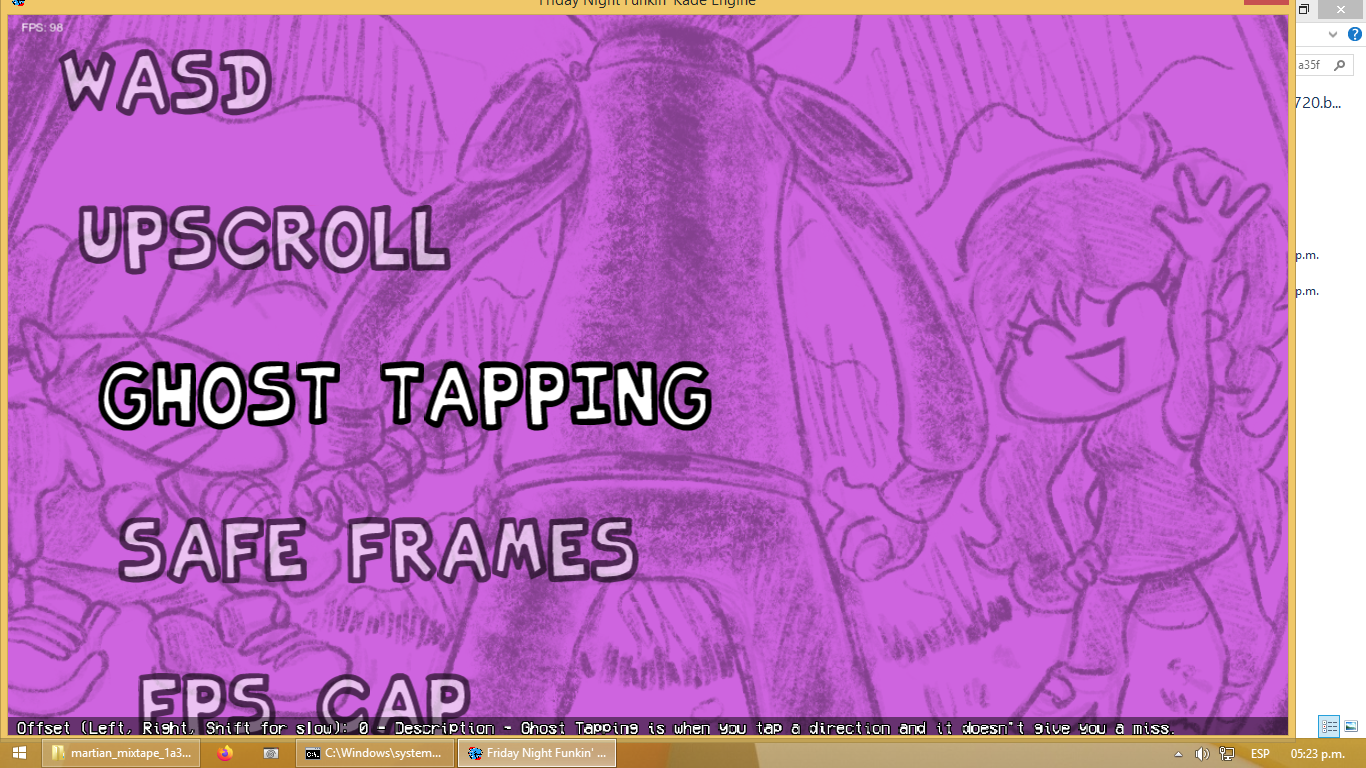 Friday Night Funkin' Kade Engine
FPS: 98
WASD
UPSCROLL
GHOST TAPPING
SAFE FRAMES
FPS CAP
Offset (Left, Right, Shift for slow): 0 - Description - Ghost Tapping is when you tap a direction and it doesn't give you a miss.
a35f
720.b...
p.m.
p.m.
martian_mixtape_1a3...
C:\Windows\system...
Friday Night Funkin' ...
ESP
05:23 p.m.